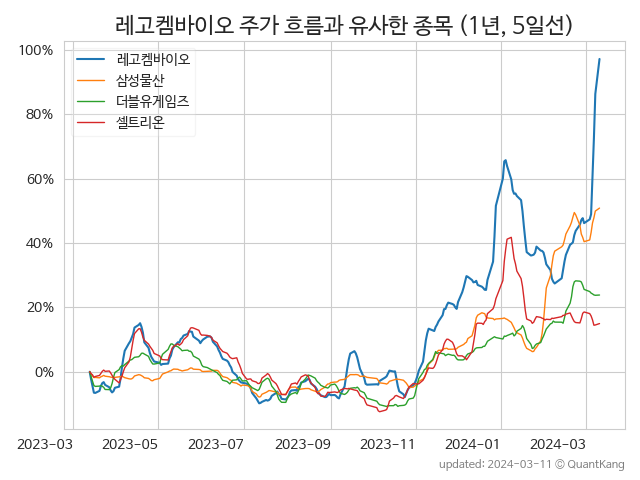 레고켐바이오 주가 흐름과 유사한 종목 (1년, 5일선)
100%
80%
60%
40%
20%
0%
레고켐바이오
삼성물산
더블유게임즈
셀트리온
2023-03
2023-05
2023-07
2023-09
2023-11
2024-01
2024-03
updated: 2024-03-11 © QuantKang